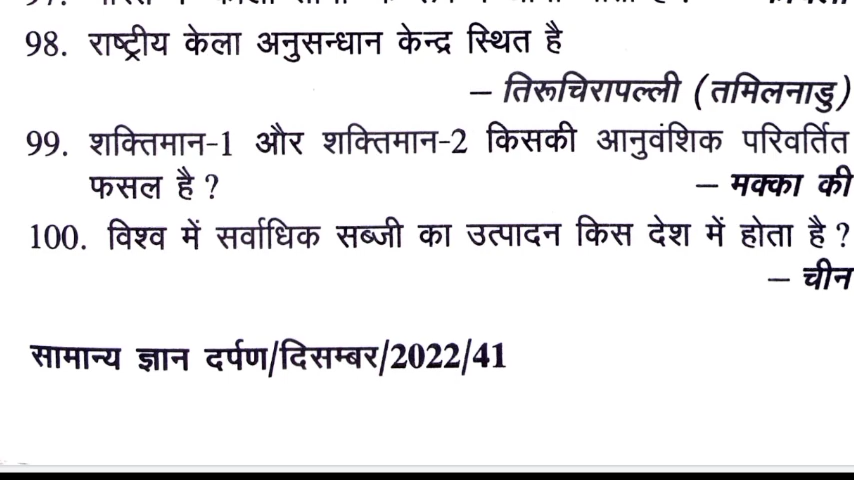 98. राष्ट्रीय केला अनुसन्धान केन्द्र स्थित है
– तिरूचिरापल्ली (तमिलनाडु)
99. शक्तिमान-1 और शक्तिमान-2 किसकी आनुवंशिक परिवर्तित
फसल है ?
– मक्का की
100. विश्व में सर्वाधिक सब्जी का उत्पादन किस देश में होता है ?
– चीन
सामान्य ज्ञान दर्पण/दिसम्बर/2022/41